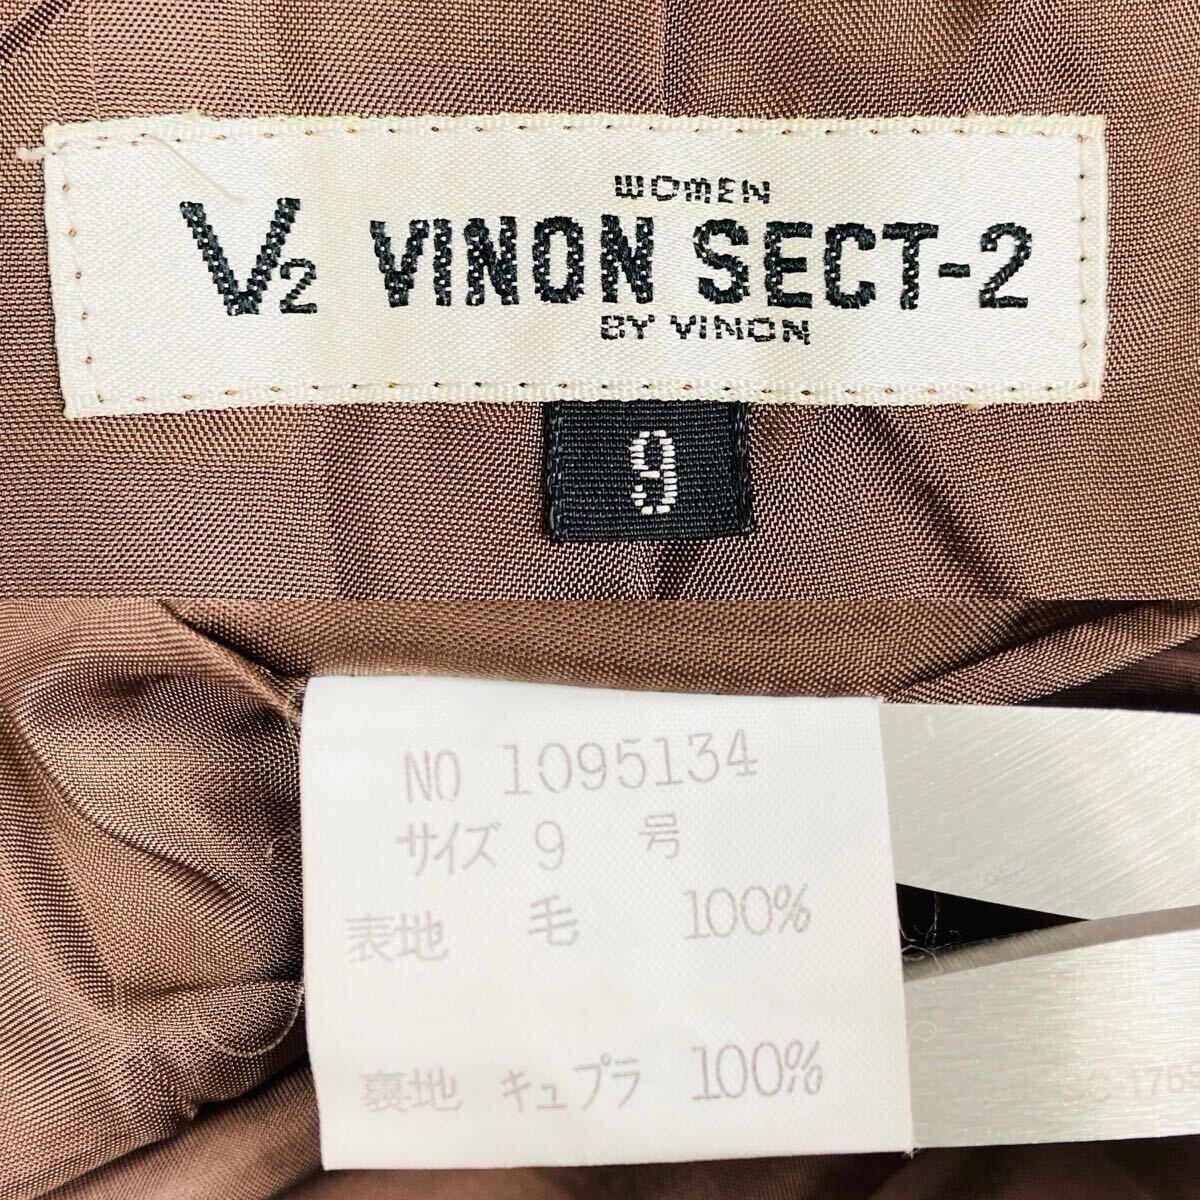 WOMEN
V2 VINON SECT-2
BY VINON
9
NO 1095134
サイズ 9 号
表地 毛 100%
裏地 キュプラ 100%